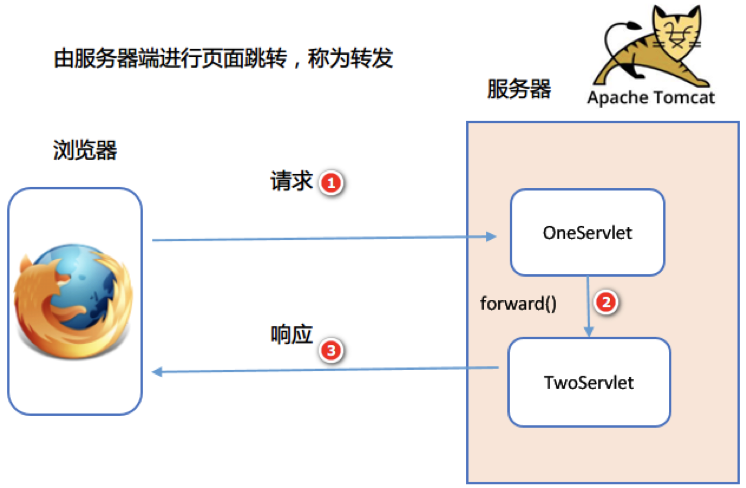 由服务器端进行页面跳转，称为转发
服务器
Apache Tomcat
浏览器
请求 1
OneServlet
forward() 2
响应 3
TwoServlet